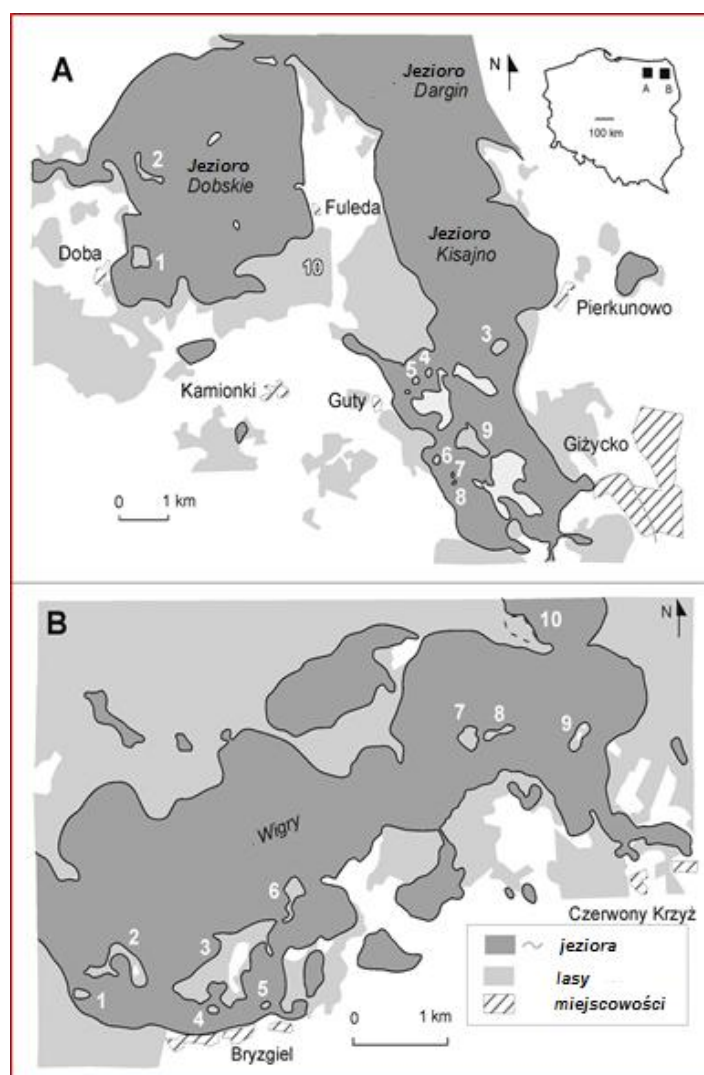 A
Jezioro
Dargin
N
A B
100 km
2
Jezioro
Dobskie
Fuleda
Jezioro
Kisajno
Doba
1
10
Pierkunowo
3
4
5
Kamionki
Guty
9
Giżycko
6
7
8
0 1 km
B
10
N
7
8
9
Wigry
6
Czerwony Krzyż
2
3
1
4
5
Bryzgiel
0 1 km
jeziora
lasy
miejscowości